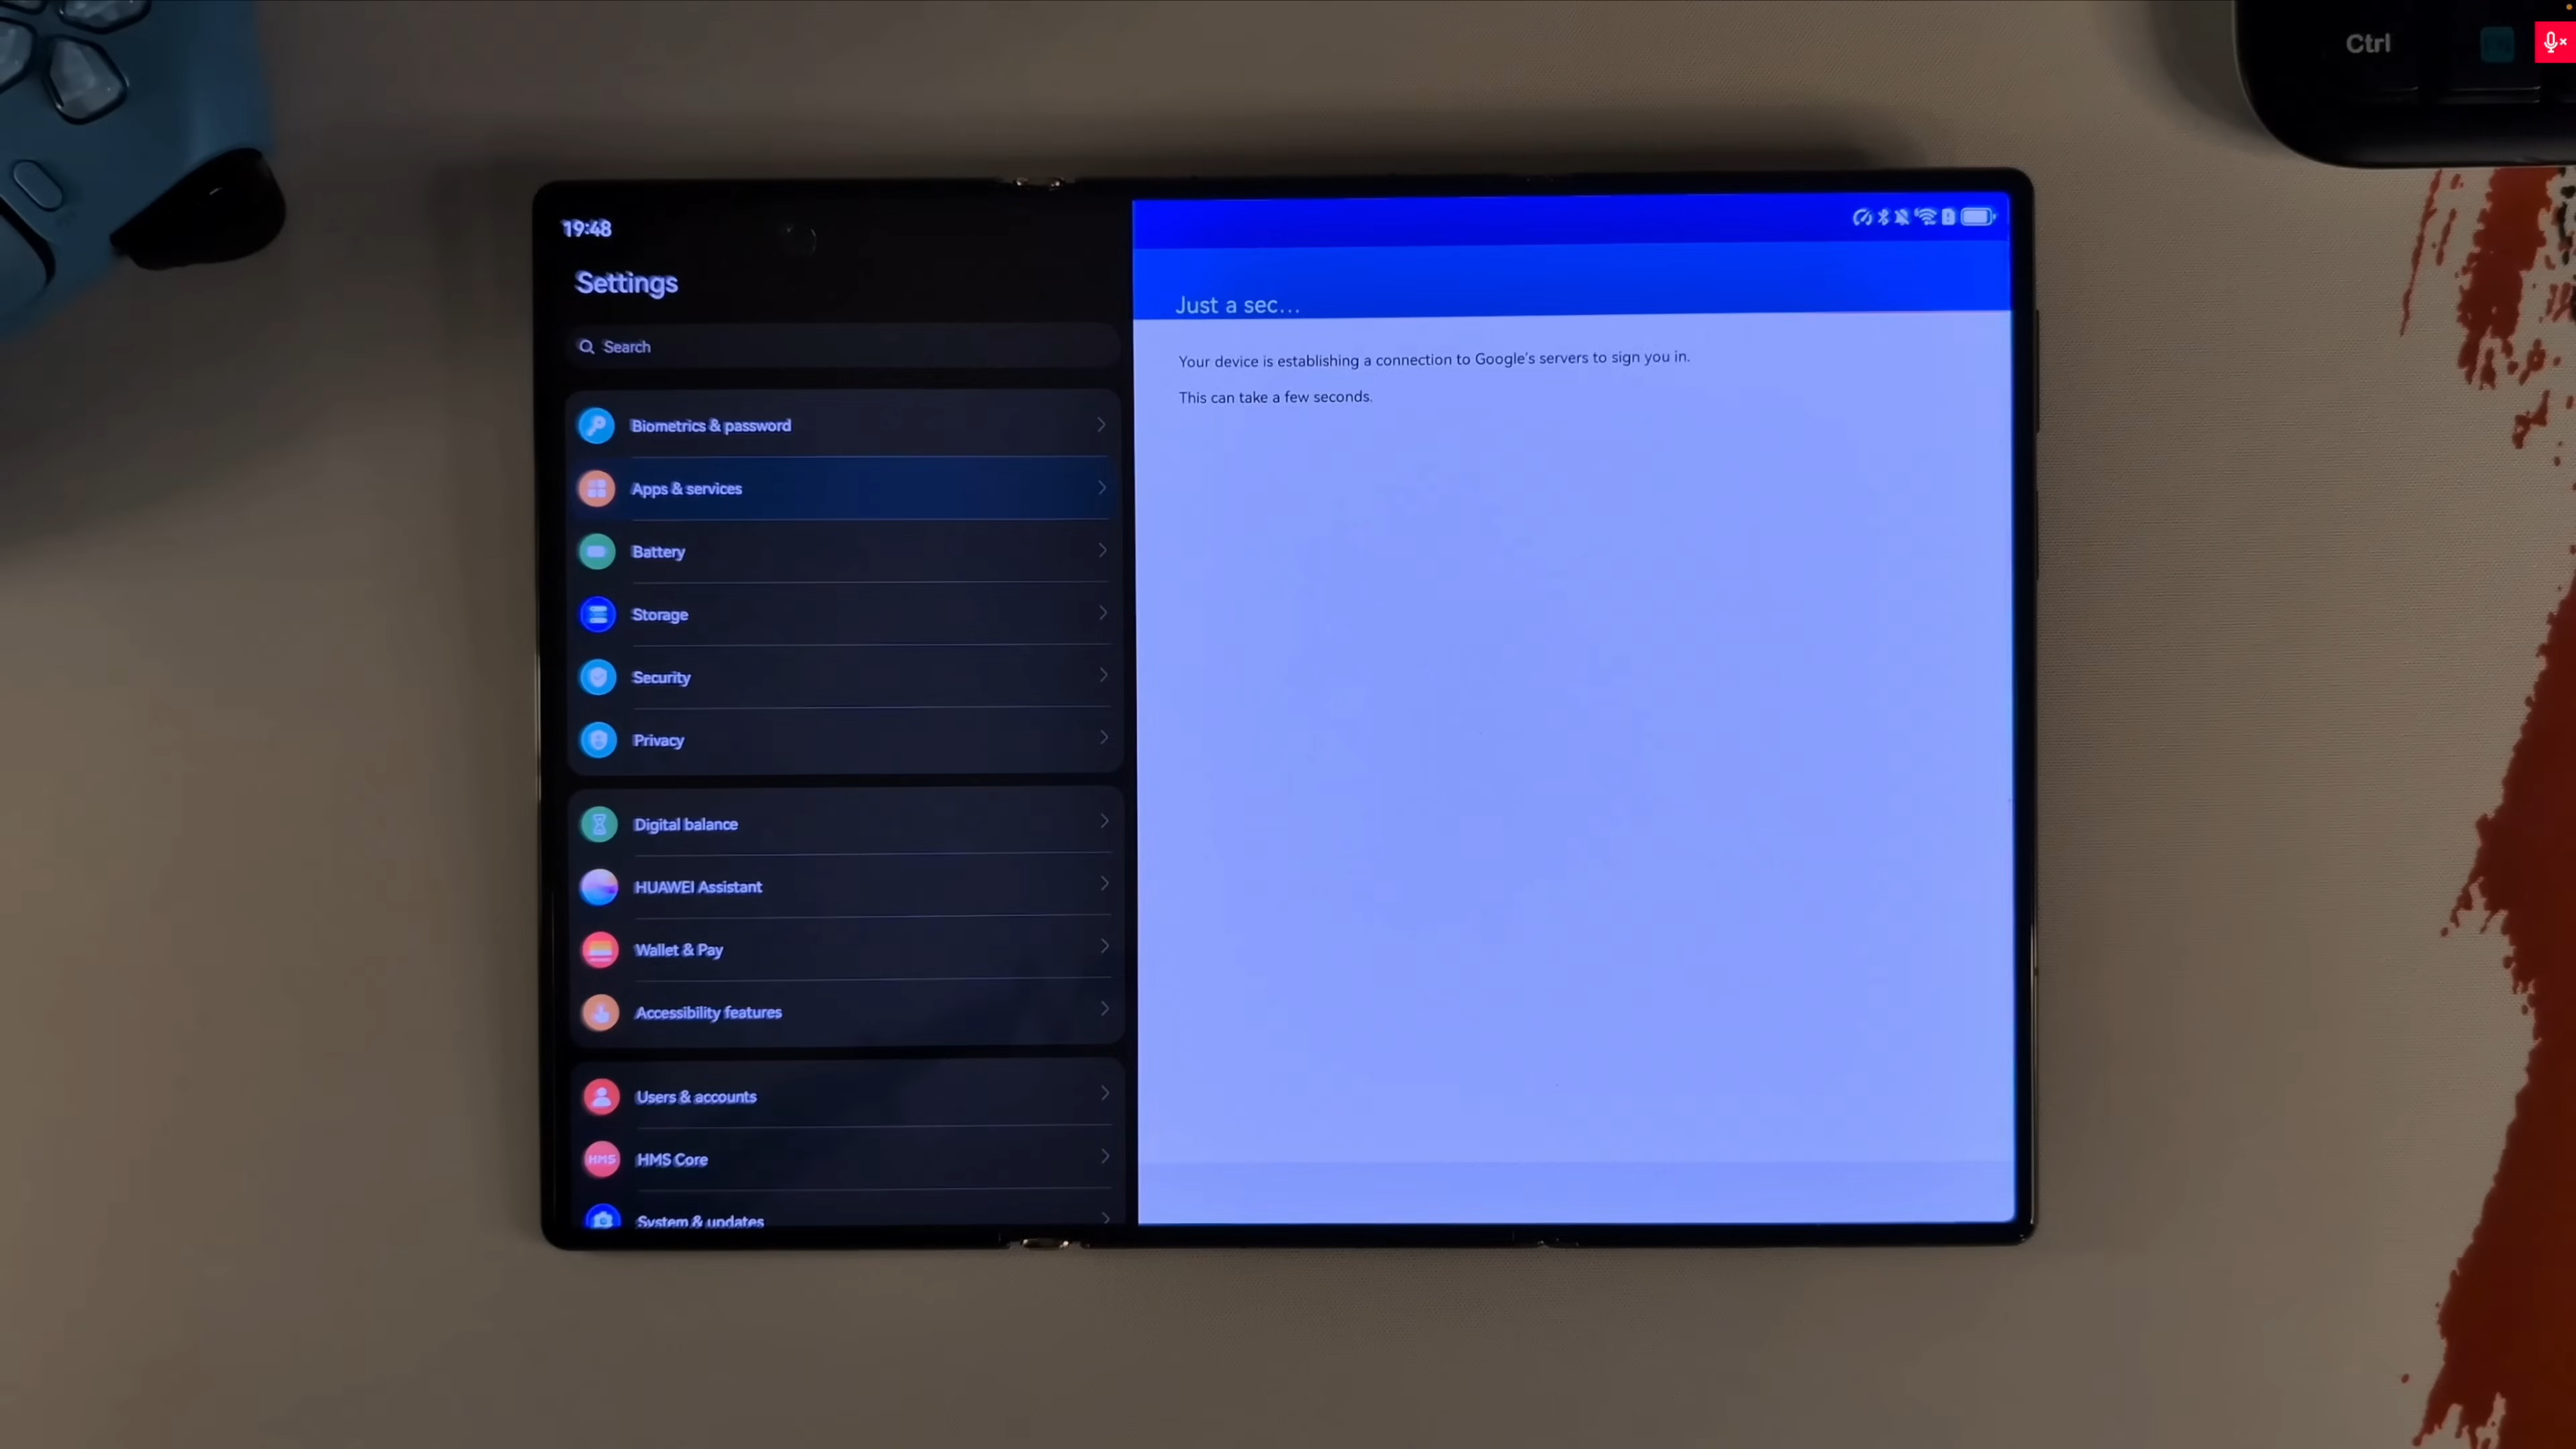 Ctrl
19:48
Settings
Search
Biometrics & password
Apps & services
Battery
Storage
Security
Privacy
Digital balance
HUAWEI Assistant
Wallet & Pay
Accessibility features
Users & accounts
HMS
HMS Core
System & updates
Just a sec...
Your device is establishing a connection to Google's servers to sign you in.
This can take a few seconds.